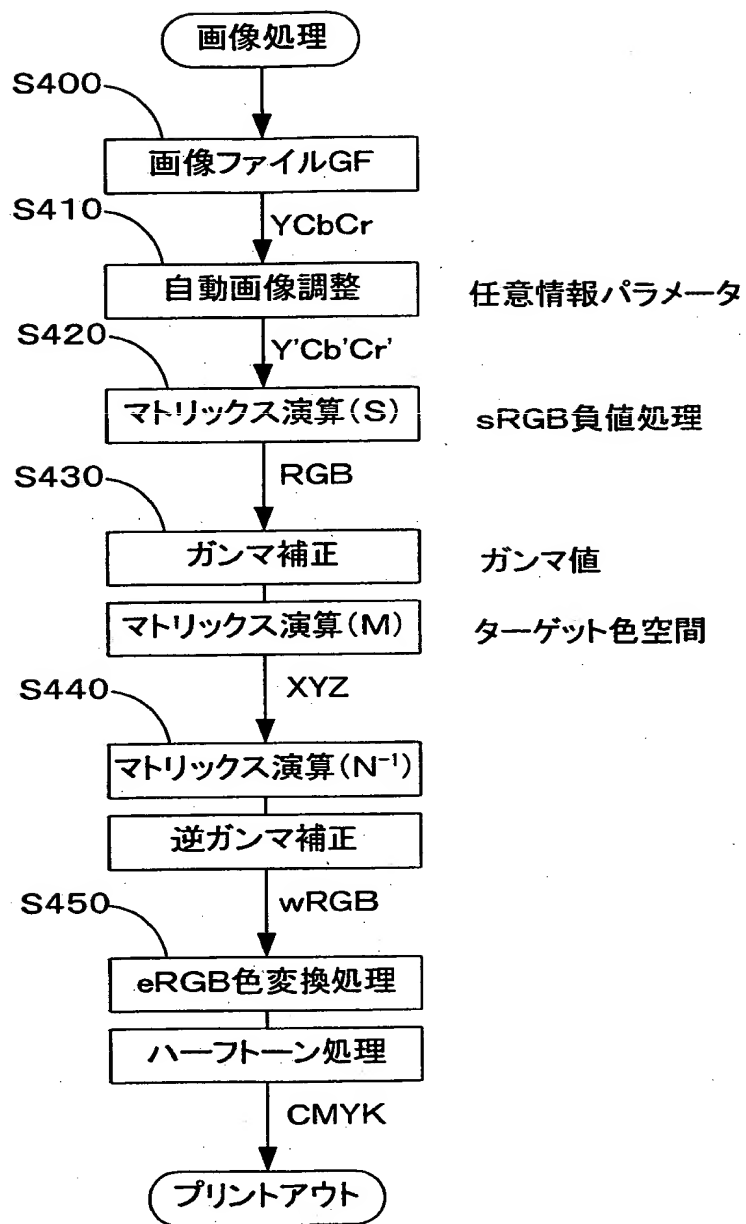 画像処理
S400
画像ファイルGF
S410
YCbCr
自動画像調整 任意情報パラメータ
S420
Y'Cb'Cr'
マトリックス演算(S) sRGB負値処理
S430
RGB
ガンマ補正 ガンマ値
マトリックス演算(M) ターゲット色空間
S440
XYZ
マトリックス演算(N⁻¹)
逆ガンマ補正
S450
wRGB
eRGB色変換処理
ハーフトーン処理
CMYK
プリントアウト